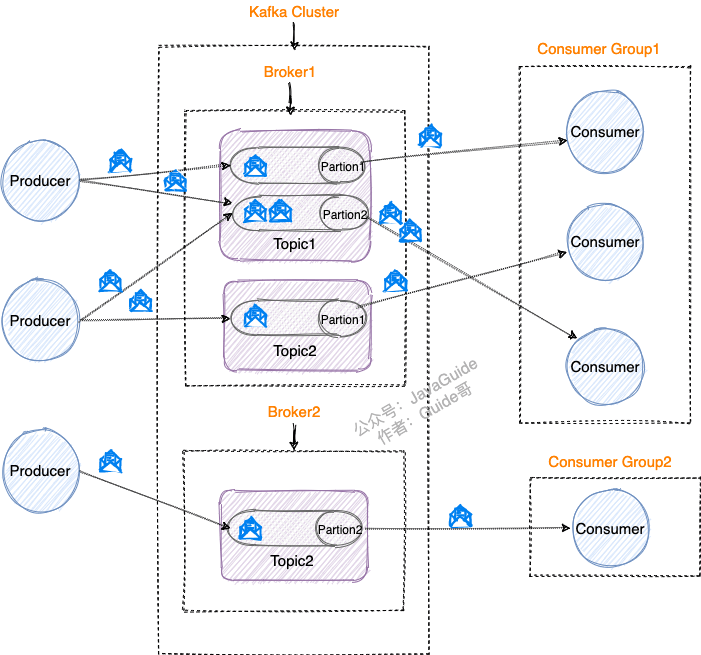 Kafka Cluster
Broker1
Consumer Group1
Consumer
Producer
Partion1
Partion2
Topic1
Consumer
Producer
Partion1
Topic2
Consumer
公众号：JavaGuide
作者：Guide哥
Broker2
Producer
Consumer Group2
Partion2
Consumer
Topic2